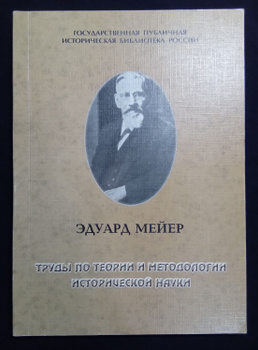 ГОСУДАРСТВЕННАЯ ПУБЛИЧНАЯ
ИСТОРИЧЕСКАЯ БИБЛИОТЕКА РОССИИ
ЭДУАРД МЕЙЕР
ТРУДЫ ПО ТЕОРИИ И МЕТОДОЛОГИИ
ИСТОРИЧЕСКОЙ НАУКИ